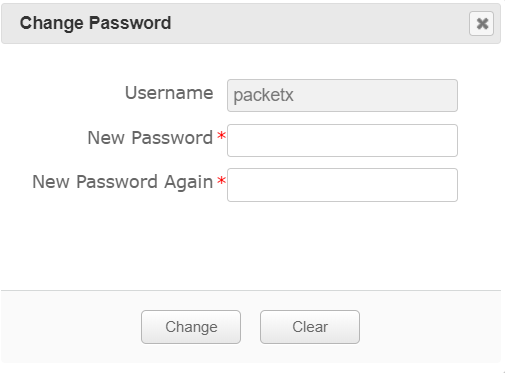 Change Password
Username packetx
New Password *
New Password Again *
Change Clear